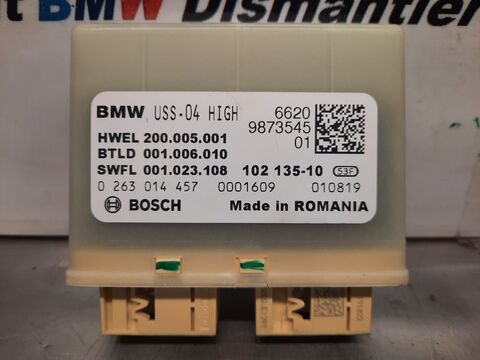 t BMW Dismantler
BMW USS-04 HIGH 6620
9873545
HWEL 200.005.001 01
BTLD 001.006.010
SWFL 001.023.108 102 135-10 53F
0 263 014 457 0001609 010819
BOSCH Made in ROMANIA